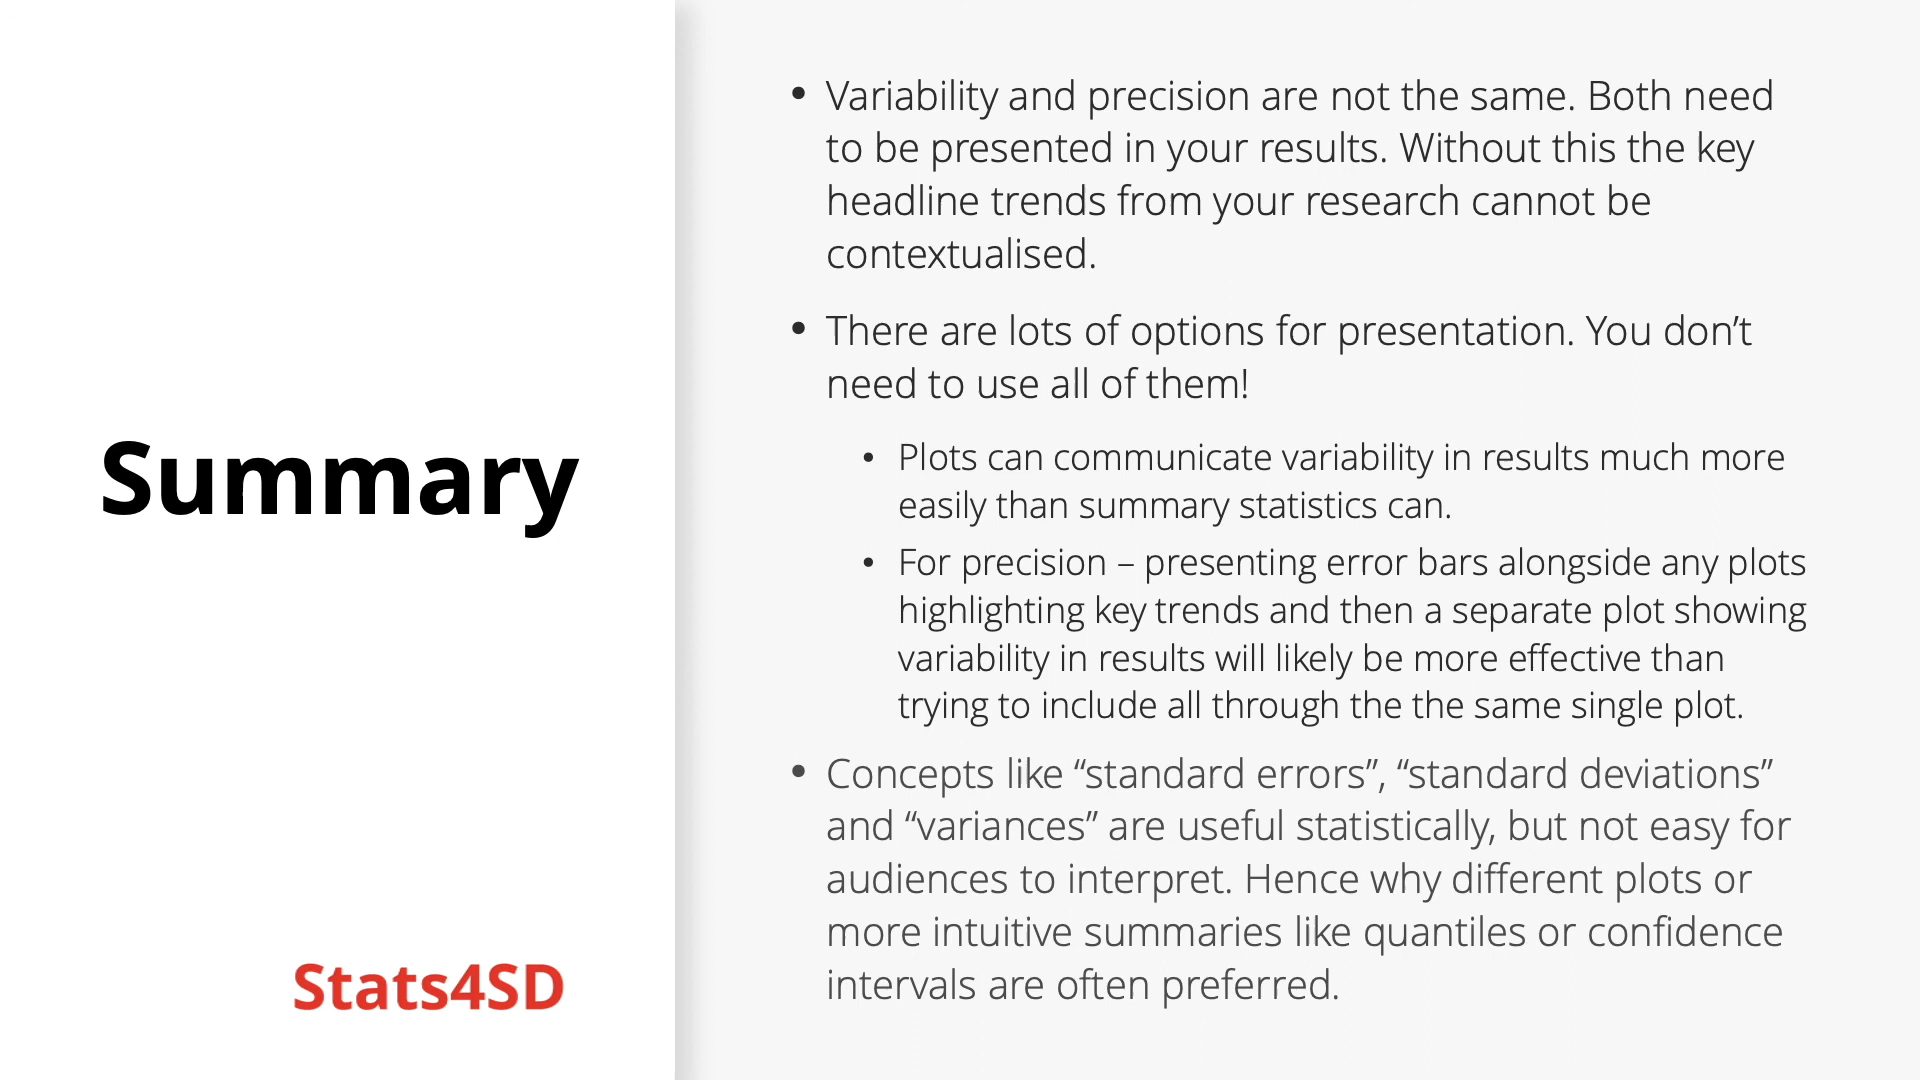 Summary
Stats4SD
• Variability and precision are not the same. Both need
to be presented in your results. Without this the key
headline trends from your research cannot be
contextualised.
• There are lots of options for presentation. You don’t
need to use all of them!
• Plots can communicate variability in results much more
easily than summary statistics can.
• For precision – presenting error bars alongside any plots
highlighting key trends and then a separate plot showing
variability in results will likely be more effective than
trying to include all through the the same single plot.
• Concepts like “standard errors”, “standard deviations”
and “variances” are useful statistically, but not easy for
audiences to interpret. Hence why different plots or
more intuitive summaries like quantiles or confidence
intervals are often preferred.